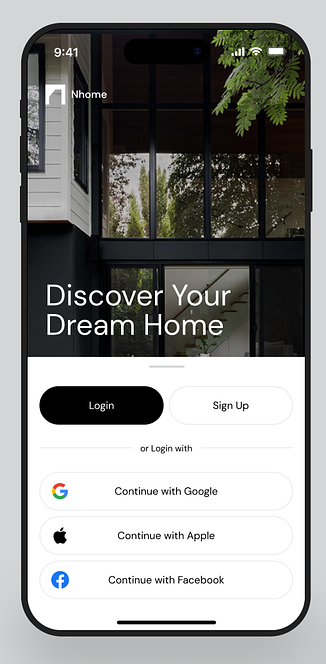 9:41
Nhome
Discover Your
Dream Home
Login
Sign Up
or Login with
Continue with Google
Continue with Apple
Continue with Facebook